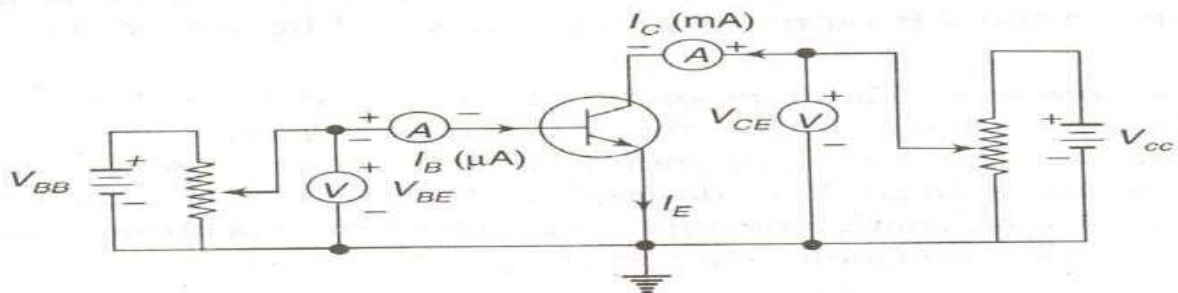 I_C (mA)
− A +
+ A −
I_B (μA)
V_BB
+
−
+
V
−
V_BE
V_CE
+
V
−
I_E
+
−
V_cc